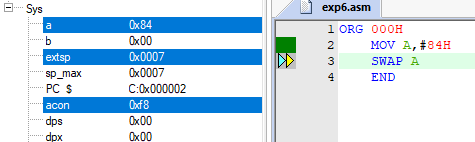 Sys
a 0x84
b 0x00
extsp 0x0007
sp_max 0x0007
PC $ C:0x000002
acon 0xf8
dps 0x00
dpx 0x00
exp6.asm
1 ORG 000H
2 MOV A,#84H
3 SWAP A
4 END